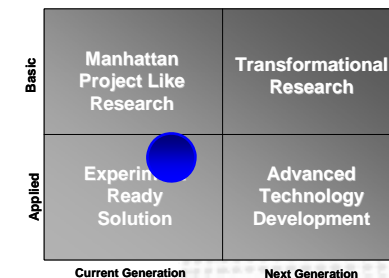 Basic
Manhattan
Project Like
Research
Transformational
Research
Applied
Ready
Solution
Advanced
Technology
Development
Current Generation
Next Generation